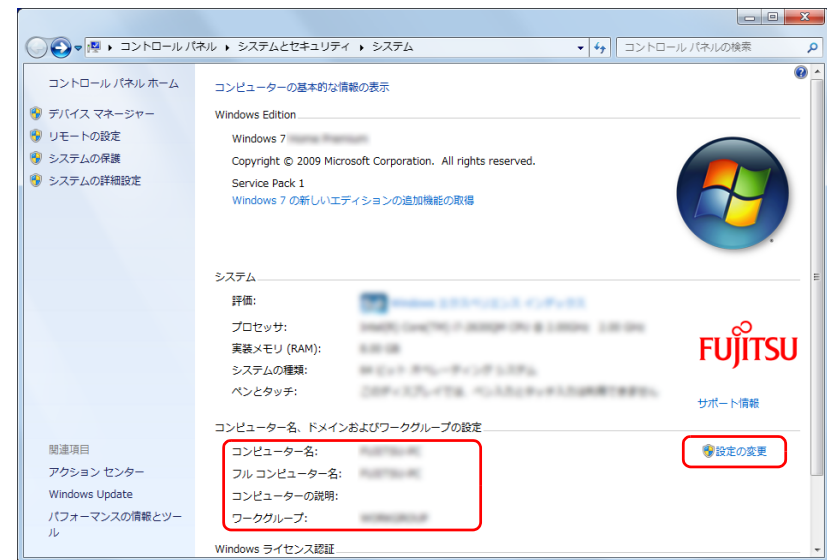 コントロール パネル ▸ システムとセキュリティ ▸ システム
コントロール パネルの検索
コントロール パネル ホーム
デバイス マネージャー
リモートの設定
システムの保護
システムの詳細設定
コンピューターの基本的な情報の表示
Windows Edition
Windows 7
Copyright © 2009 Microsoft Corporation. All rights reserved.
Service Pack 1
Windows 7 の新しいエディションの追加機能の取得
システム
評価:
プロセッサ:
実装メモリ (RAM):
システムの種類:
ペンとタッチ:
FUJITSU
サポート情報
コンピューター名、ドメインおよびワークグループの設定
コンピューター名:
設定の変更
フル コンピューター名:
コンピューターの説明:
ワークグループ:
Windows ライセンス認証
関連項目
アクション センター
Windows Update
パフォーマンスの情報とツー
ル